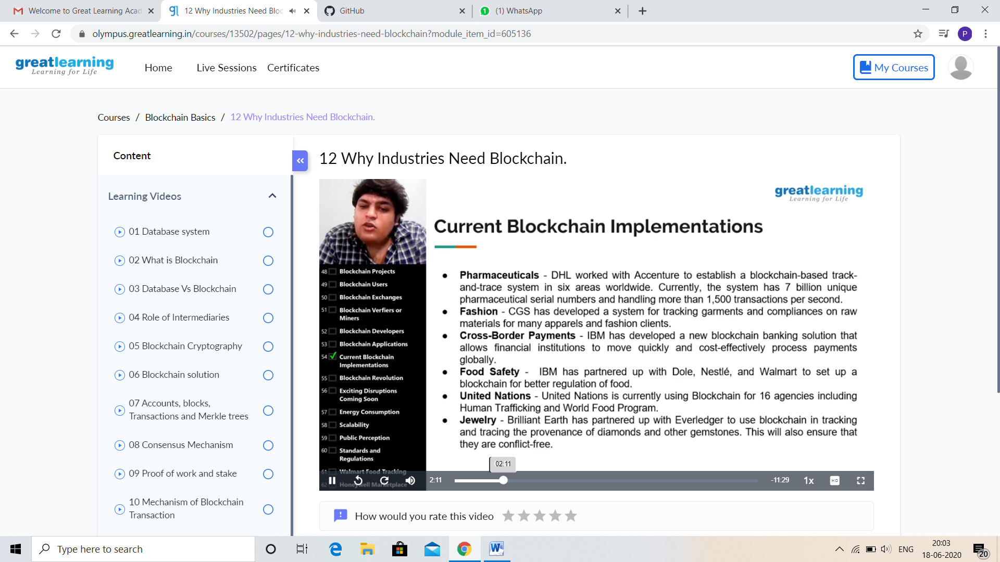 Welcome to Great Learning Acad
12 Why Industries Need Bloc
GitHub
(1) WhatsApp
olympus.greatlearning.in/courses/13502/pages/12-why-industries-need-blockchain?module_item_id=605136
P
greatlearning
Learning for Life
Home
Live Sessions
Certificates
My Courses
Courses / Blockchain Basics / 12 Why Industries Need Blockchain.
Content
Learning Videos
01 Database system
02 What is Blockchain
03 Database Vs Blockchain
04 Role of Intermediaries
05 Blockchain Cryptography
06 Blockchain solution
07 Accounts, blocks,
Transactions and Merkle trees
08 Consensus Mechanism
09 Proof of work and stake
10 Mechanism of Blockchain
Transaction
12 Why Industries Need Blockchain.
greatlearning
Learning for Life
48 Blockchain Projects
49 Blockchain Users
50 Blockchain Exchanges
51 Blockchain Verfiers or
Miners
52 Blockchain Developers
53 Blockchain Applications
54 Current Blockchain
Implementations
55 Blockchain Revolution
56 Exciting Disruptions
Coming Soon
57 Energy Consumption
58 Scalability
59 Public Perception
60 Standards and
Regulations
61 Walmart Food Tracking
62 Honeywell Marketplace
Current Blockchain Implementations
● Pharmaceuticals - DHL worked with Accenture to establish a blockchain-based track-
and-trace system in six areas worldwide. Currently, the system has 7 billion unique
pharmaceutical serial numbers and handling more than 1,500 transactions per second.
● Fashion - CGS has developed a system for tracking garments and compliances on raw
materials for many apparels and fashion clients.
● Cross-Border Payments - IBM has developed a new blockchain banking solution that
allows financial institutions to move quickly and cost-effectively process payments
globally.
● Food Safety - IBM has partnered up with Dole, Nestlé, and Walmart to set up a
blockchain for better regulation of food.
● United Nations - United Nations is currently using Blockchain for 16 agencies including
Human Trafficking and World Food Program.
● Jewelry - Brilliant Earth has partnered up with Everledger to use blockchain in tracking
and tracing the provenance of diamonds and other gemstones. This will also ensure that
they are conflict-free.
02:11
2:11
-11:29
1x
HD
How would you rate this video
Type here to search
ENG
20:03
18-06-2020
20